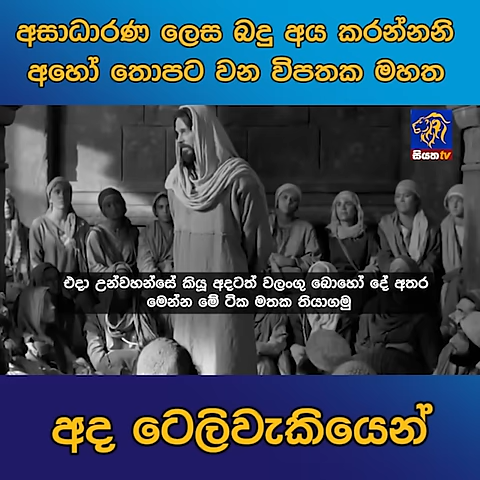 අසාධාරණ ලෙස බදු අය කරන්නනි
අහෝ තොපට වන විපතක මහත
සියත tv
එදා උන්වහන්සේ කියූ අදටත් වලංගු බොහෝ දේ අතර
මෙන්න මේ ටික මතක තියාගමු
අද ටෙලිවැකියෙන්